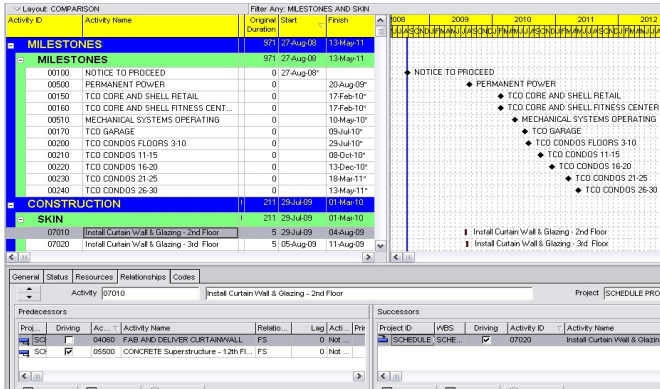 Layout: COMPARISON Filter Any: MILESTONES AND SKIN
Activity ID Activity Name Original Duration Start Finish 2008 2009 2010 2011 2012
MILESTONES 971 27-Aug-08 13-May-11
MILESTONES 971 27-Aug-08 13-May-11
00100 NOTICE TO PROCEED 0 27-Aug-08* NOTICE TO PROCEED
00500 PERMANENT POWER 0 20-Aug-09* PERMANENT POWER
00150 TCO CORE AND SHELL RETAIL 0 17-Feb-10* TCO CORE AND SHELL RETAIL
00160 TCO CORE AND SHELL FITNESS CENT... 0 17-Feb-10* TCO CORE AND SHELL FITNESS CENTER
00510 MECHANICAL SYSTEMS OPERATING 0 10-May-10* MECHANICAL SYSTEMS OPERATING
00170 TCO GARAGE 0 09-Jul-10* TCO GARAGE
00200 TCO CONDOS FLOORS 3-10 0 29-Jul-10* TCO CONDOS FLOORS 3-10
00210 TCO CONDOS 11-15 0 08-Oct-10* TCO CONDOS 11-15
00220 TCO CONDOS 16-20 0 13-Dec-10* TCO CONDOS 16-20
00230 TCO CONDOS 21-25 0 18-Mar-11* TCO CONDOS 21-25
00240 TCO CONDOS 26-30 0 13-May-11* TCO CONDOS 26-30
CONSTRUCTION 211 29-Jul-09 01-Mar-10
SKIN 211 29-Jul-09 01-Mar-10
07010 Install Curtain Wall & Glazing - 2nd Floor 5 29-Jul-09 04-Aug-09 Install Curtain Wall & Glazing - 2nd Floor
07020 Install Curtain Wall & Glazing - 3rd Floor 5 05-Aug-09 11-Aug-09 Install Curtain Wall & Glazing - 3rd Floor
General Status Resources Relationships Codes
Activity 07010 Install Curtain Wall & Glazing - 2nd Floor Project SCHEDULE PRO
Predecessors Successors
Proj... Driving Ac... Activity Name Relatio... Lag Acti... Pri Project ID WBS Driving Activity ID Activity Name
SC 04060 FAB AND DELIVER CURTAINWALL FS 0 Not ... SCHEDULE SCHE... 07020 Install Curtain Wall & Glazin
SC 05500 CONCRETE Superstructure - 12th Fl... FS 0 Not ...